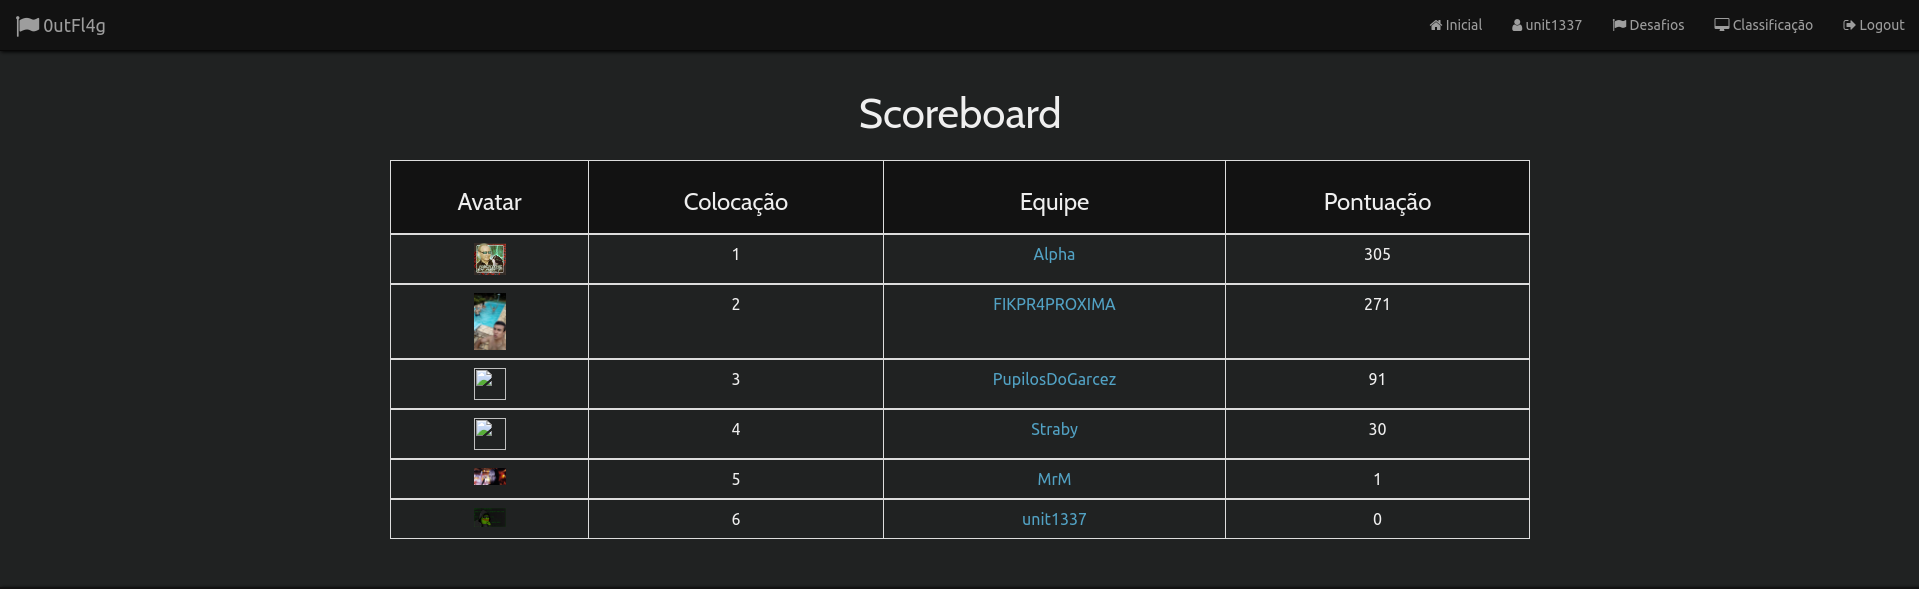 0utFl4g Inicial unit1337 Desafios Classificação Logout
Scoreboard
Avatar Colocação Equipe Pontuação
1 Alpha 305
2 FIKPR4PROXIMA 271
3 PupilosDoGarcez 91
4 Straby 30
5 MrM 1
6 unit1337 0